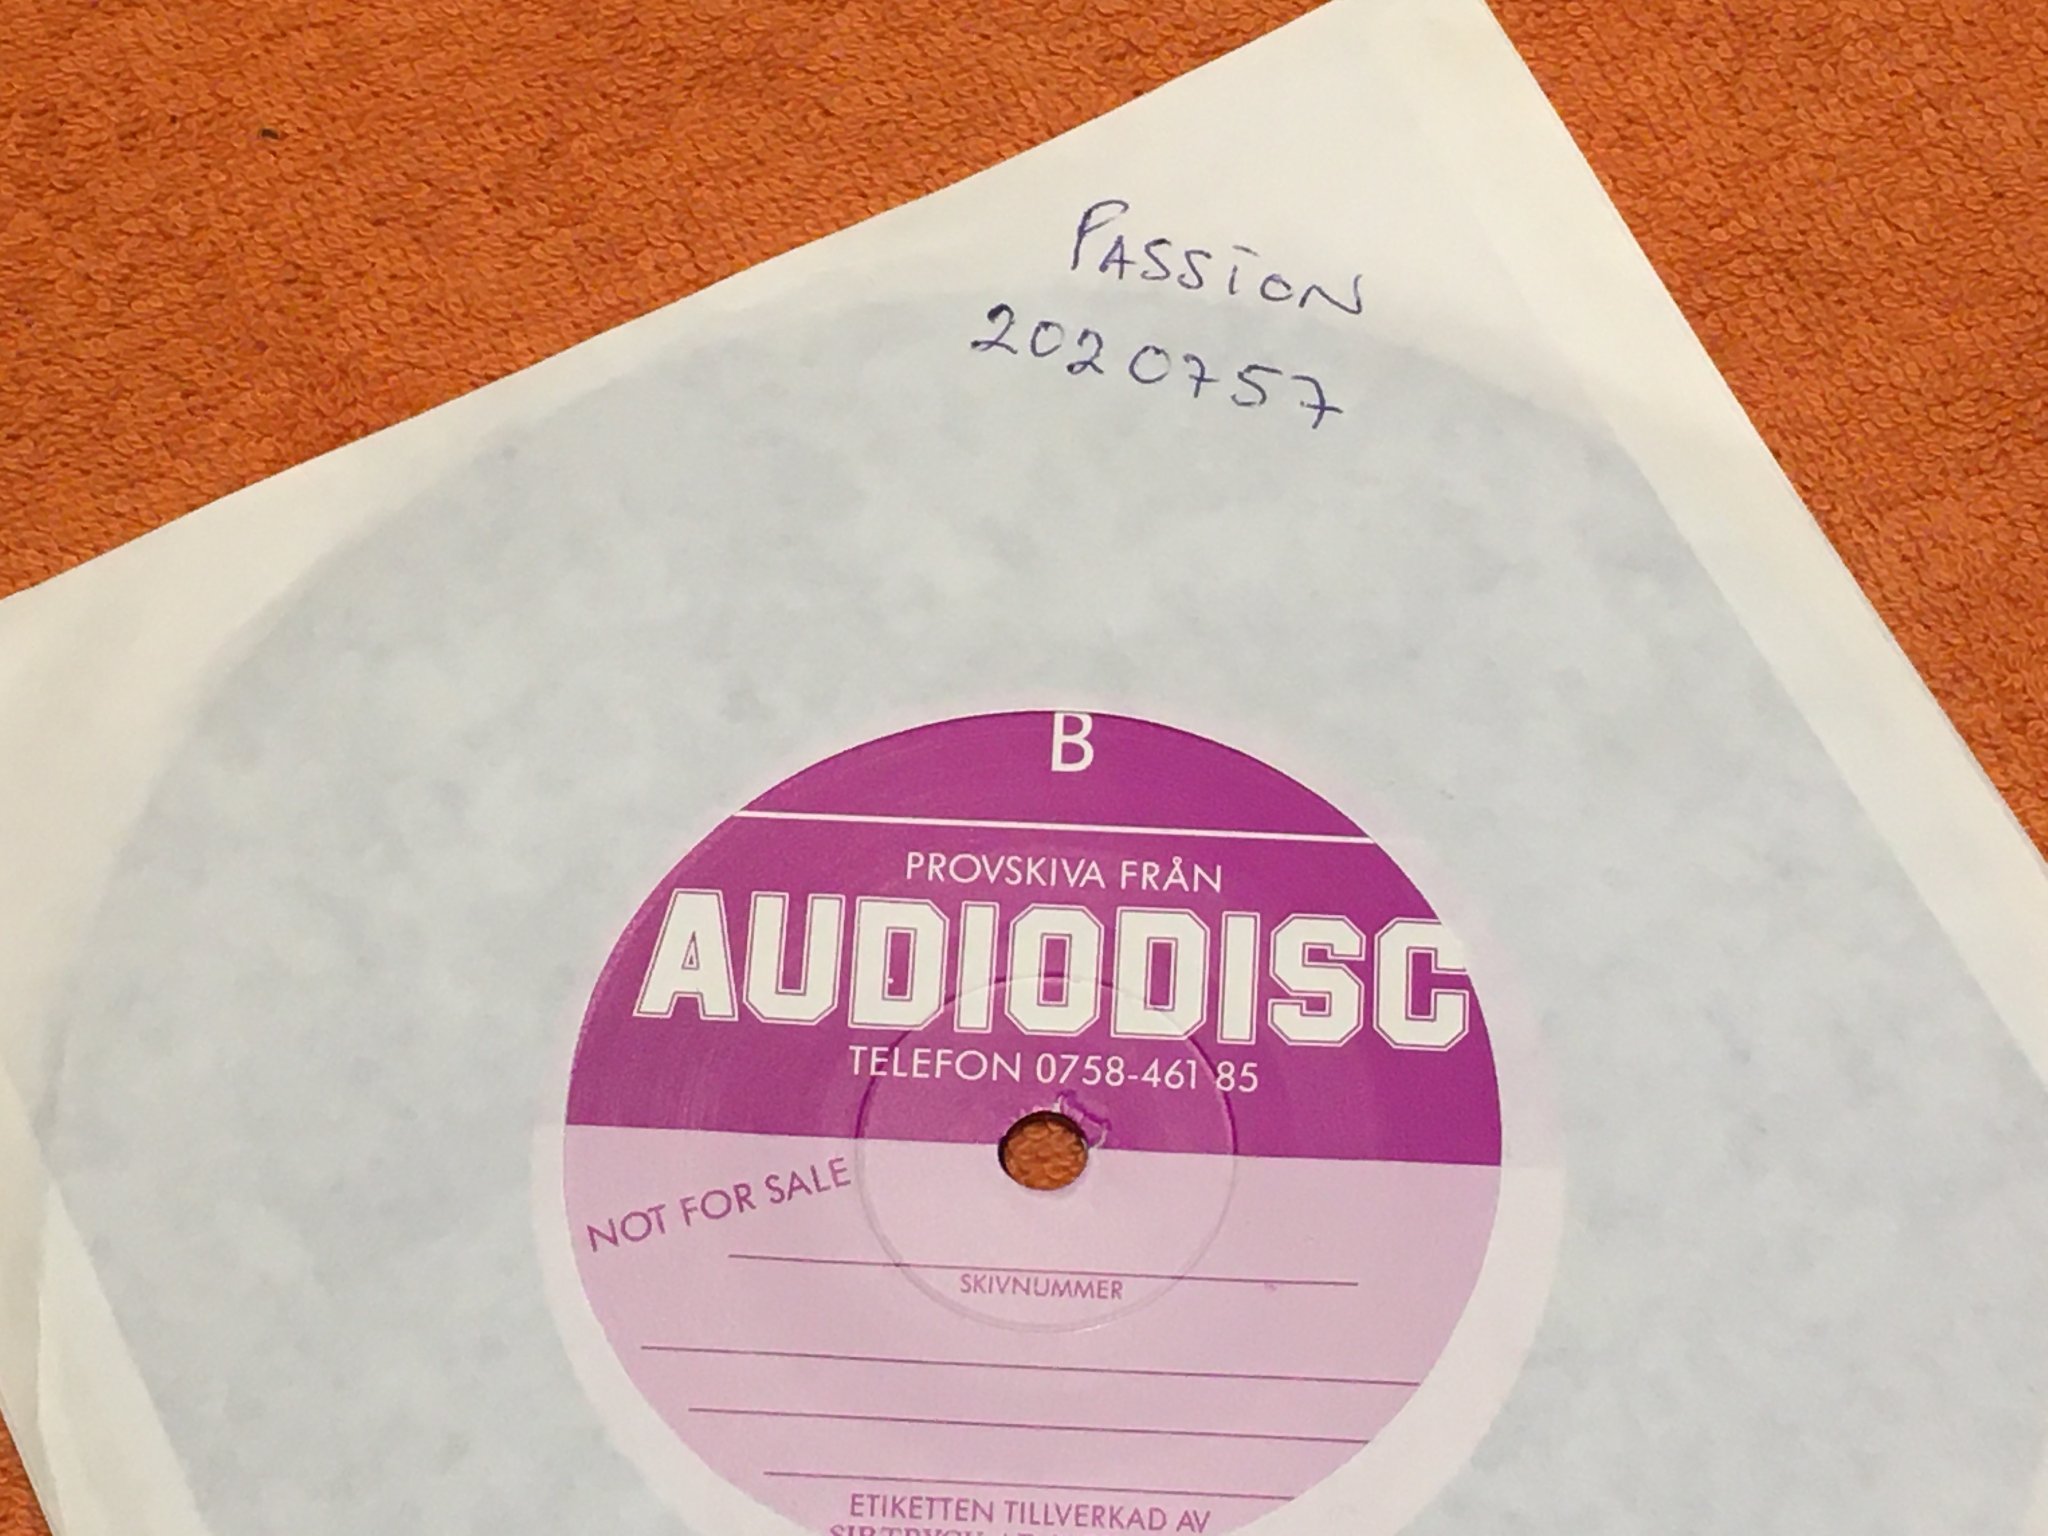 PASSION
2020757
B
PROVSKIVA FRÅN
AUDIODISC
TELEFON 0758-461 85
NOT FOR SALE
SKIVNUMMER
ETIKETTEN TILLVERKAD AV